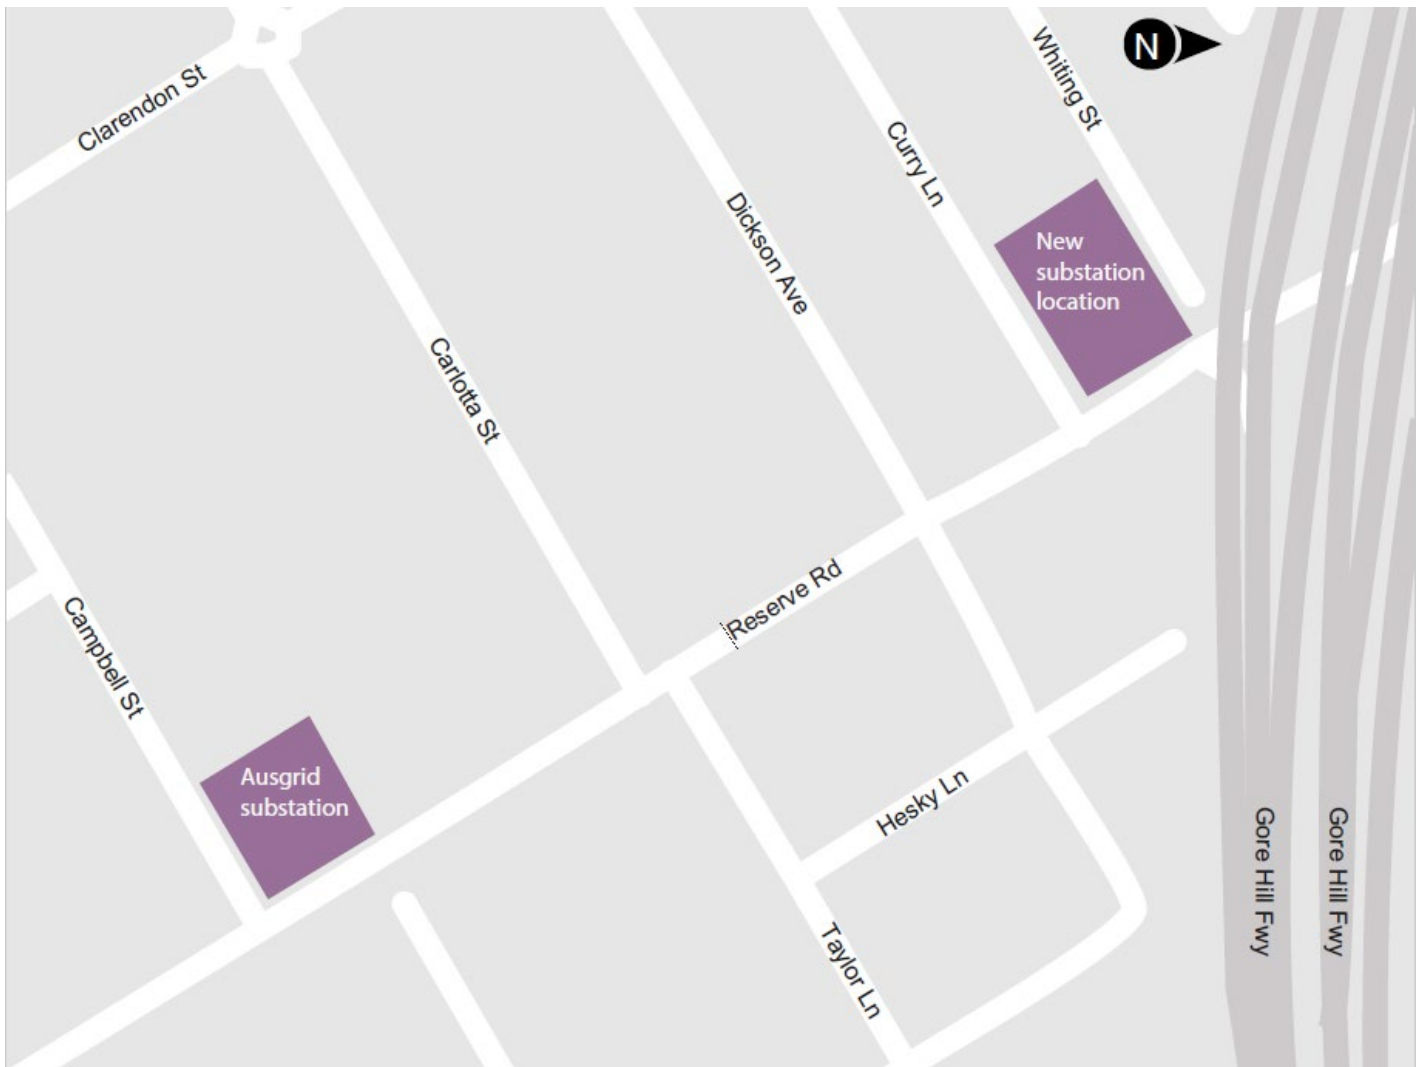 N
Whiting St
Clarendon St
Curry Ln
Dickson Ave
New
substation
location
Carlotta St
Reserve Rd
Campbell St
Ausgrid
substation
Hesky Ln
Taylor Ln
Gore Hill Fwy
Gore Hill Fwy